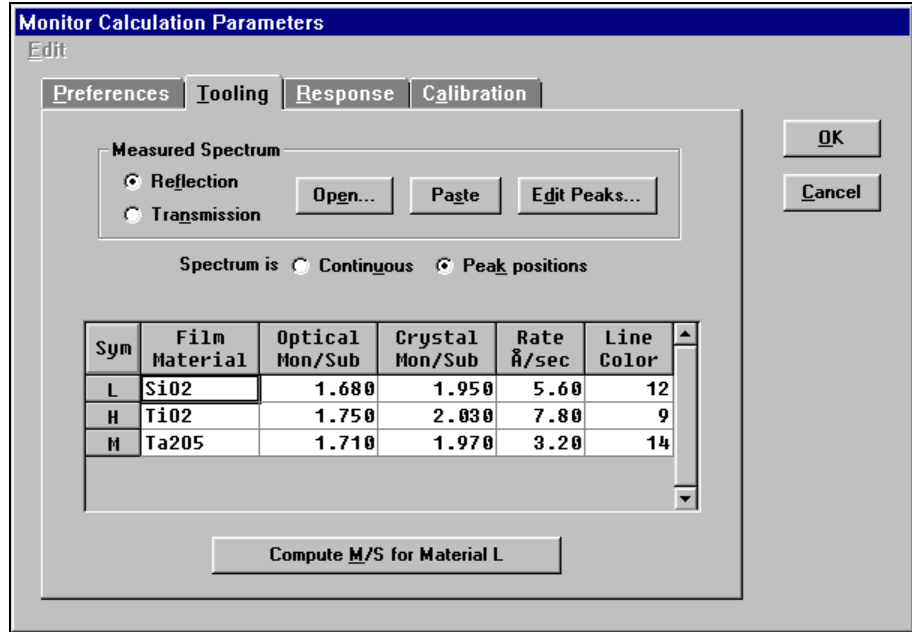 Monitor Calculation Parameters
Edit
Preferences Tooling Response Calibration
Measured Spectrum
Reflection
Transmission
Open... Paste Edit Peaks...
OK
Cancel
Spectrum is Continuous Peak positions
Sym Film Material Optical Mon/Sub Crystal Mon/Sub Rate Å/sec Line Color
L SiO2 1.680 1.950 5.60 12
H TiO2 1.750 2.030 7.80 9
M Ta2O5 1.710 1.970 3.20 14
Compute M/S for Material L